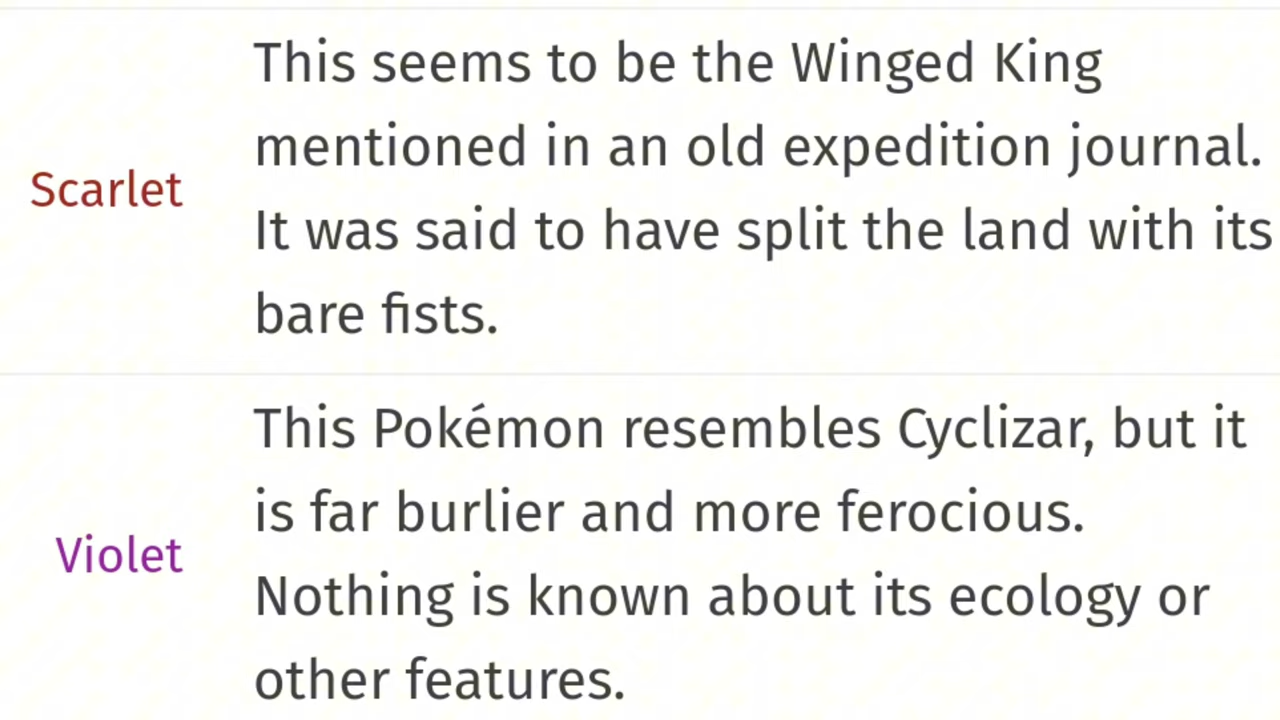 Scarlet
This seems to be the Winged King
mentioned in an old expedition journal.
It was said to have split the land with its
bare fists.
Violet
This Pokémon resembles Cyclizar, but it
is far burlier and more ferocious.
Nothing is known about its ecology or
other features.